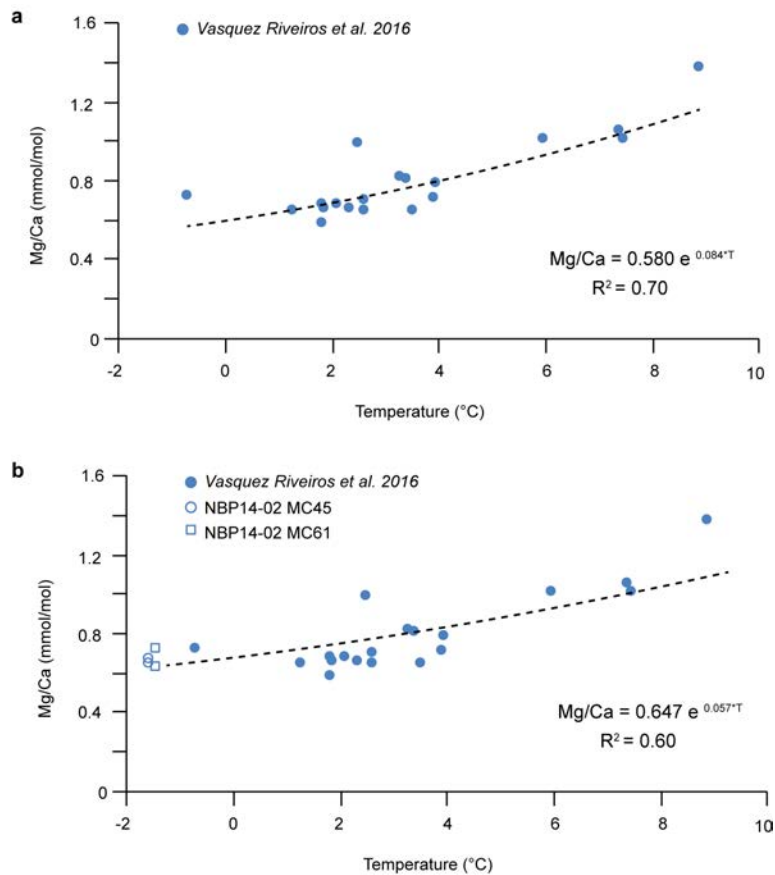 a
Vasquez Riveiros et al. 2016
1.6
1.2
0.8
0.4
0
Mg/Ca (mmol/mol)
Mg/Ca = 0.580 e 0.084*T
R2 = 0.70
-2 0 2 4 6 8 10
Temperature (°C)
b
Vasquez Riveiros et al. 2016
NBP14-02 MC45
NBP14-02 MC61
1.6
1.2
0.8
0.4
0
Mg/Ca (mmol/mol)
Mg/Ca = 0.647 e 0.057*T
R2 = 0.60
-2 0 2 4 6 8 10
Temperature (°C)